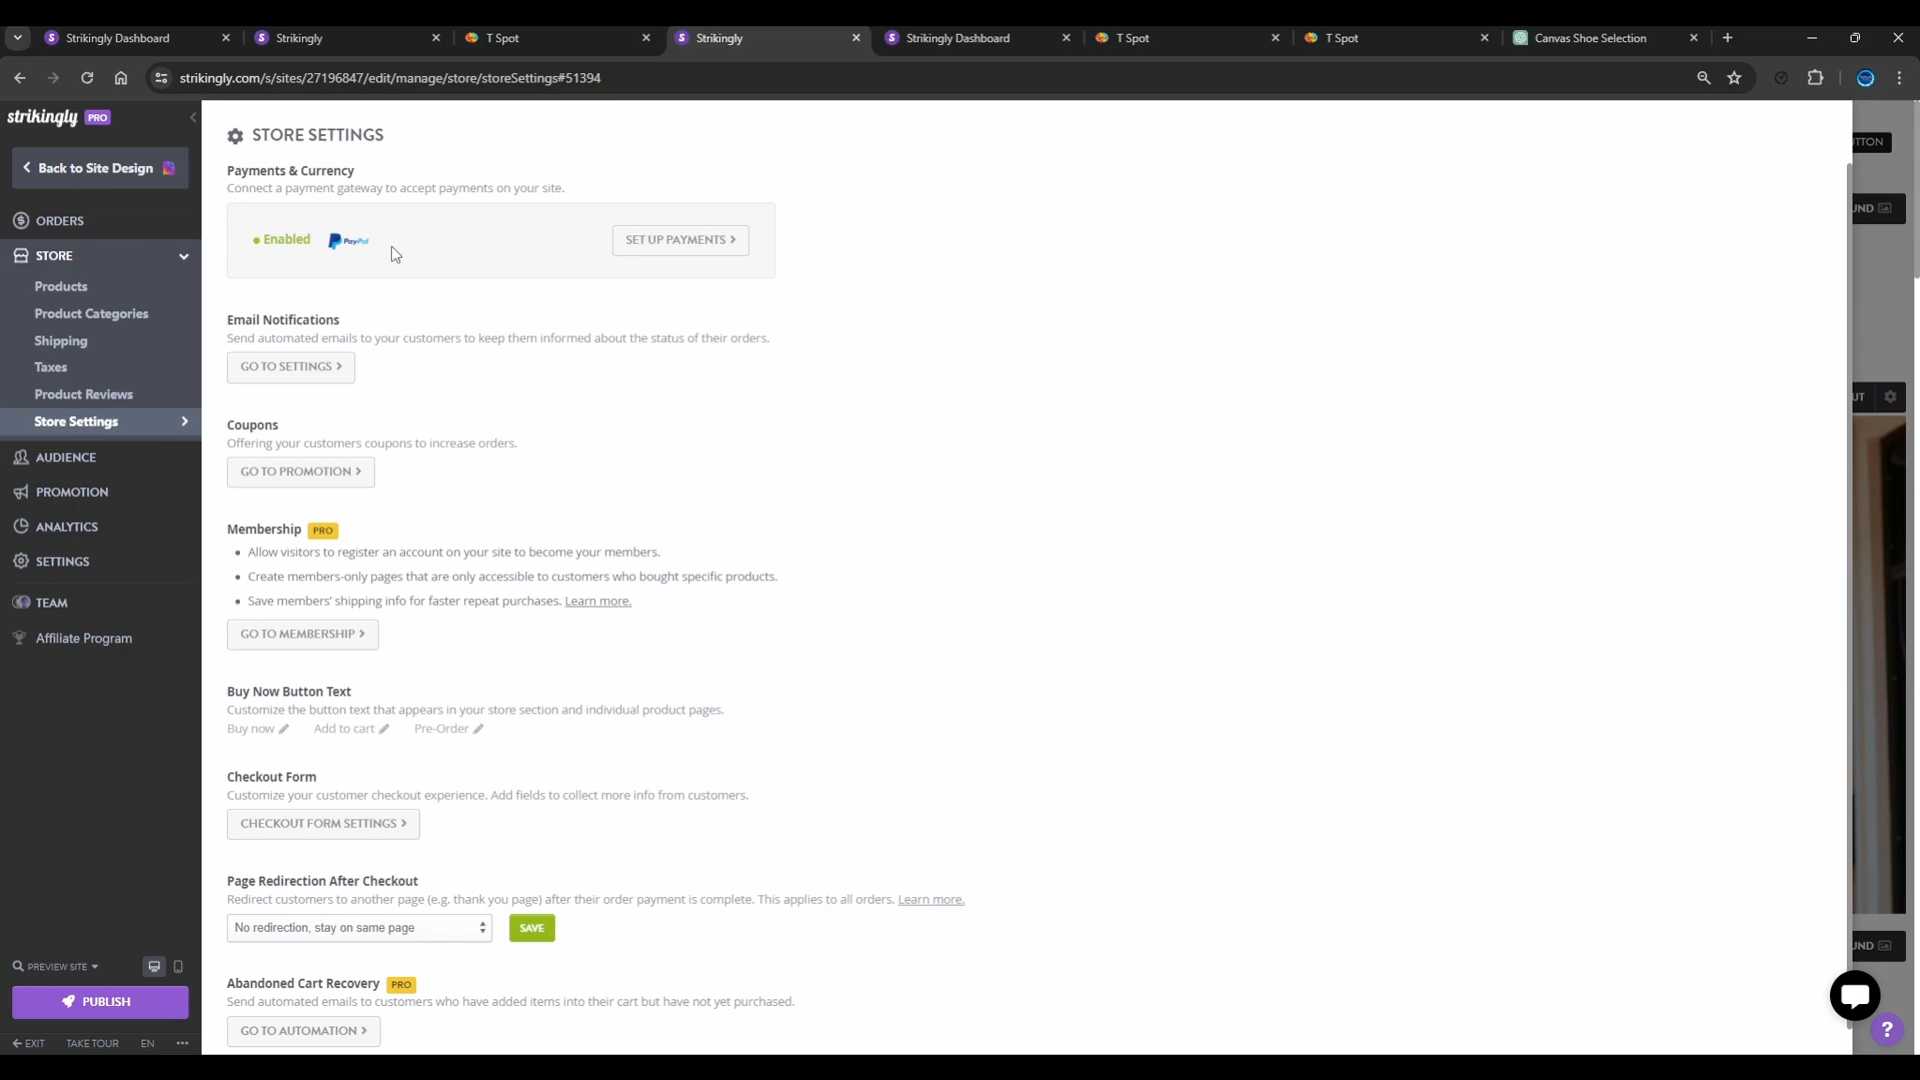 Strikingly Dashboard
Strikingly
T Spot
Strikingly
Strikingly Dashboard
T Spot
T Spot
Canvas Shoe Selection
strikingly.com/s/sites/27196847/edit/manage/store/storeSettings#51394
strikingly PRO
Back to Site Design
ORDERS
STORE
Products
Product Categories
Shipping
Taxes
Product Reviews
Store Settings
AUDIENCE
PROMOTION
ANALYTICS
SETTINGS
TEAM
Affiliate Program
PREVIEW SITE
PUBLISH
EXIT TAKE TOUR EN
STORE SETTINGS
Payments & Currency
Connect a payment gateway to accept payments on your site.
Enabled PayPal SET UP PAYMENTS
Email Notifications
Send automated emails to your customers to keep them informed about the status of their orders.
GO TO SETTINGS
Coupons
Offering your customers coupons to increase orders.
GO TO PROMOTION
Membership PRO
• Allow visitors to register an account on your site to become your members.
• Create members-only pages that are only accessible to customers who bought specific products.
• Save members' shipping info for faster repeat purchases. Learn more.
GO TO MEMBERSHIP
Buy Now Button Text
Customize the button text that appears in your store section and individual product pages.
Buy now Add to cart Pre-Order
Checkout Form
Customize your customer checkout experience. Add fields to collect more info from customers.
CHECKOUT FORM SETTINGS
Page Redirection After Checkout
Redirect customers to another page (e.g. thank you page) after their order payment is complete. This applies to all orders. Learn more.
No redirection, stay on same page SAVE
Abandoned Cart Recovery PRO
Send automated emails to customers who have added items into their cart but have not yet purchased.
GO TO AUTOMATION
TTON
UND
UT
UND
?